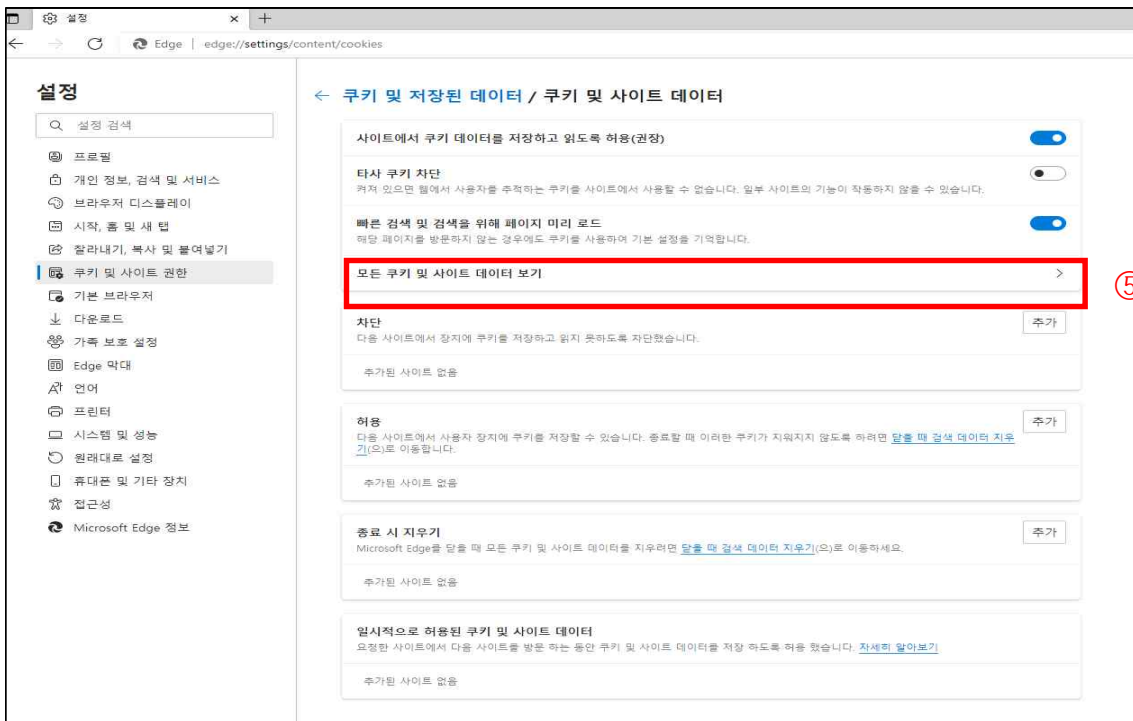 설정
Edge | edge://settings/content/cookies
설정
설정 검색
프로필
개인 정보, 검색 및 서비스
브라우저 디스플레이
시작, 홈 및 새 탭
잘라내기, 복사 및 붙여넣기
쿠키 및 사이트 권한
기본 브라우저
다운로드
가족 보호 설정
Edge 막대
언어
프린터
시스템 및 성능
원래대로 설정
휴대폰 및 기타 장치
접근성
Microsoft Edge 정보
쿠키 및 저장된 데이터 / 쿠키 및 사이트 데이터
사이트에서 쿠키 데이터를 저장하고 읽도록 허용(권장)
타사 쿠키 차단
켜져 있으면 웹에서 사용자를 추적하는 쿠키를 사이트에서 사용할 수 없습니다. 일부 사이트의 기능이 작동하지 않을 수 있습니다.
빠른 검색 및 검색을 위해 페이지 미리 로드
해당 페이지를 방문하지 않는 경우에도 쿠키를 사용하여 기본 설정을 기억합니다.
모든 쿠키 및 사이트 데이터 보기
⑤
차단
추가
다음 사이트에서 장치에 쿠키를 저장하고 읽지 못하도록 차단했습니다.
추가된 사이트 없음
허용
추가
다음 사이트에서 사용자 장치에 쿠키를 저장할 수 있습니다. 종료할 때 이러한 쿠키가 지워지지 않도록 하려면 닫을 때 검색 데이터 지우
기(으)로 이동합니다.
추가된 사이트 없음
종료 시 지우기
추가
Microsoft Edge를 닫을 때 모든 쿠키 및 사이트 데이터를 지우려면 닫을 때 검색 데이터 지우기(으)로 이동하세요.
추가된 사이트 없음
일시적으로 허용된 쿠키 및 사이트 데이터
요청한 사이트에서 다음 사이트를 방문 하는 동안 쿠키 및 사이트 데이터를 저장 하도록 허용 했습니다. 자세히 알아보기
추가된 사이트 없음